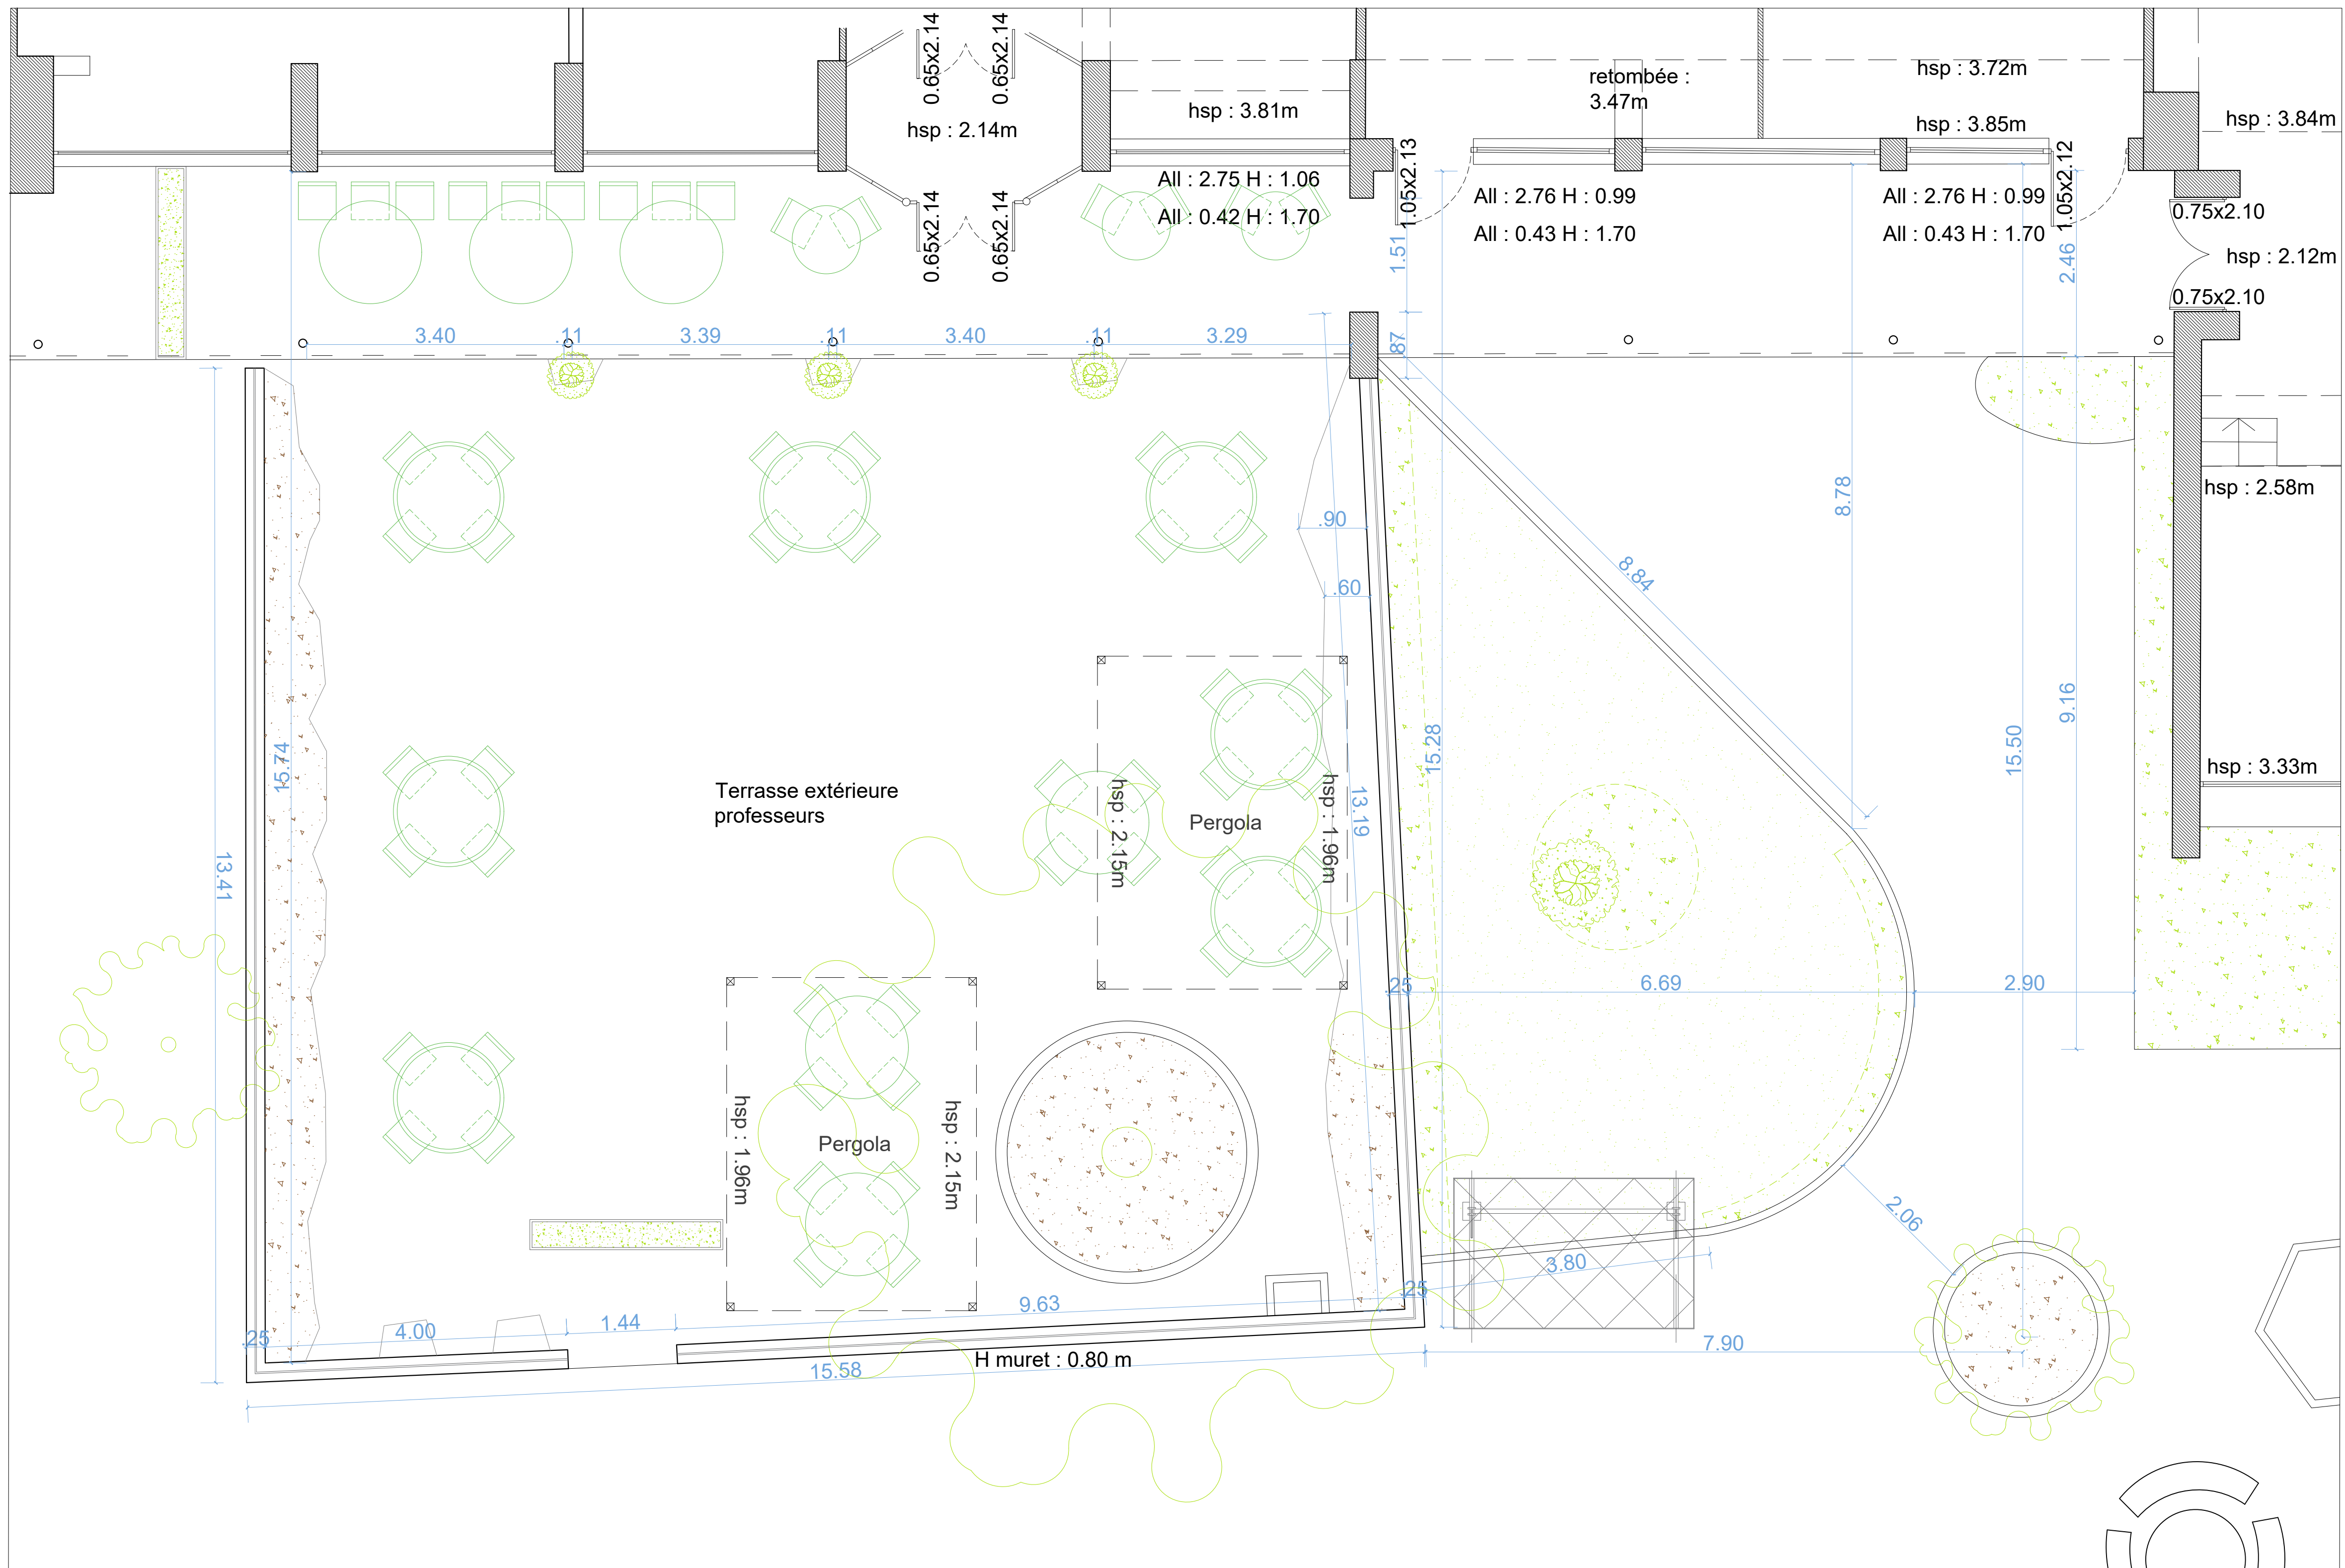 0.65x2.14
0.65x2.14
hsp : 2.14m
0.65x2.14
0.65x2.14
hsp : 3.81m
All : 2.75 H : 1.06
All : 0.42 H : 1.70
1.05x2.13
retombée :
3.47m
hsp : 3.72m
hsp : 3.85m
hsp : 3.84m
All : 2.76 H : 0.99
All : 0.43 H : 1.70
All : 2.76 H : 0.99
All : 0.43 H : 1.70
1.05x2.12
0.75x2.10
hsp : 2.12m
0.75x2.10
1.51
2.46
3.40
.11
3.39
.11
3.40
.11
3.29
.87
hsp : 2.58m
.90
8.78
8.84
.60
9.16
15.74
15.28
15.50
hsp : 3.33m
Terrasse extérieure
professeurs
hsp : 2.15m
Pergola
hsp : 1.96m
13.19
13.41
.25
6.69
2.90
hsp : 1.96m
Pergola
hsp : 2.15m
2.06
3.80
.25
9.63
1.44
4.00
.25
7.90
H muret : 0.80 m
15.58